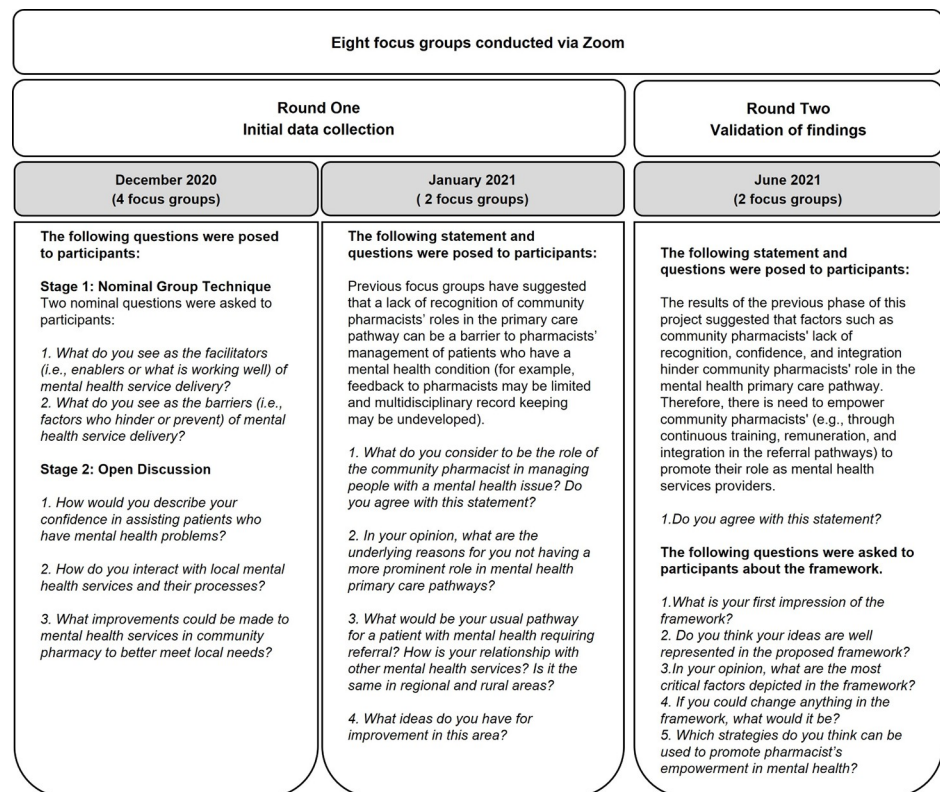 Eight focus groups conducted via Zoom
Round One
Initial data collection
Round Two
Validation of findings
December 2020
(4 focus groups)
January 2021
( 2 focus groups)
June 2021
(2 focus groups)
The following questions were posed
to participants:
Stage 1: Nominal Group Technique
Two nominal questions were asked to
participants:
1. What do you see as the facilitators
(i.e., enablers or what is working well) of
mental health service delivery?
2. What do you see as the barriers (i.e.,
factors who hinder or prevent) of mental
health service delivery?
Stage 2: Open Discussion
1. How would you describe your
confidence in assisting patients who
have mental health problems?
2. How do you interact with local mental
health services and their processes?
3. What improvements could be made to
mental health services in community
pharmacy to better meet local needs?
The following statement and
questions were posed to participants:
Previous focus groups have suggested
that a lack of recognition of community
pharmacists' roles in the primary care
pathway can be a barrier to pharmacists'
management of patients who have a
mental health condition (for example,
feedback to pharmacists may be limited
and multidisciplinary record keeping
may be undeveloped).
1. What do you consider to be the role of
the community pharmacist in managing
people with a mental health issue? Do
you agree with this statement?
2. In your opinion, what are the
underlying reasons for you not having a
more prominent role in mental health
primary care pathways?
3. What would be your usual pathway
for a patient with mental health requiring
referral? How is your relationship with
other mental health services? Is it the
same in regional and rural areas?
4. What ideas do you have for
improvement in this area?
The following statement and
questions were posed to participants:
The results of the previous phase of this
project suggested that factors such as
community pharmacists' lack of
recognition, confidence, and integration
hinder community pharmacists' role in the
mental health primary care pathway.
Therefore, there is need to empower
community pharmacists' (e.g., through
continuous training, remuneration, and
integration in the referral pathways) to
promote their role as mental health
services providers.
1.Do you agree with this statement?
The following questions were asked to
participants about the framework.
1.What is your first impression of the
framework?
2. Do you think your ideas are well
represented in the proposed framework?
3.In your opinion, what are the most
critical factors depicted in the framework?
4. If you could change anything in the
framework, what would it be?
5. Which strategies do you think can be
used to promote pharmacist's
empowerment in mental health?